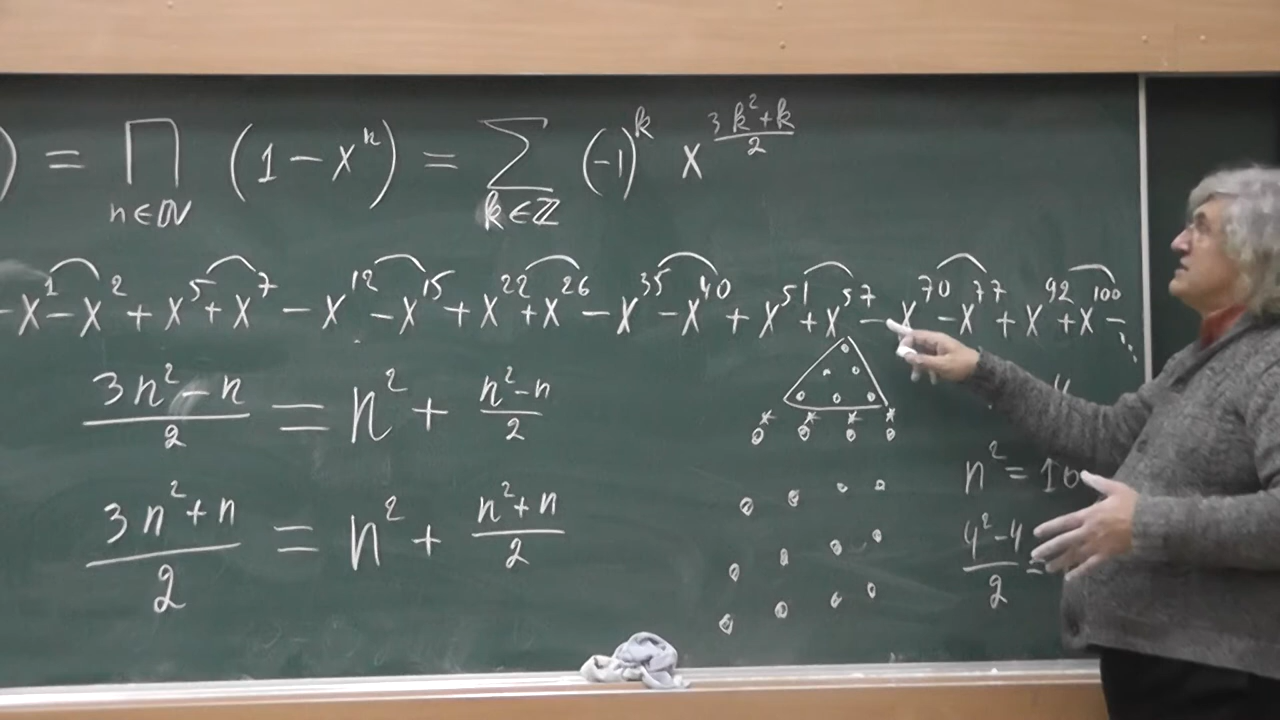 ) = ∏_{n∈ℕ} (1 − x^n) = ∑_{k∈ℤ} (−1)^k x^{(3k²+k)/2}
− x^1 − x^2 + x^5 + x^7 − x^12 − x^15 + x^22 + x^26 − x^35 − x^40 + x^51 + x^57 − x^70 − x^77 + x^92 + x^100 − ...
(3n² − n)/2 = n² + (n² − n)/2
(3n² + n)/2 = n² + (n² + n)/2
n² = 16
(4² − 4)/2 =